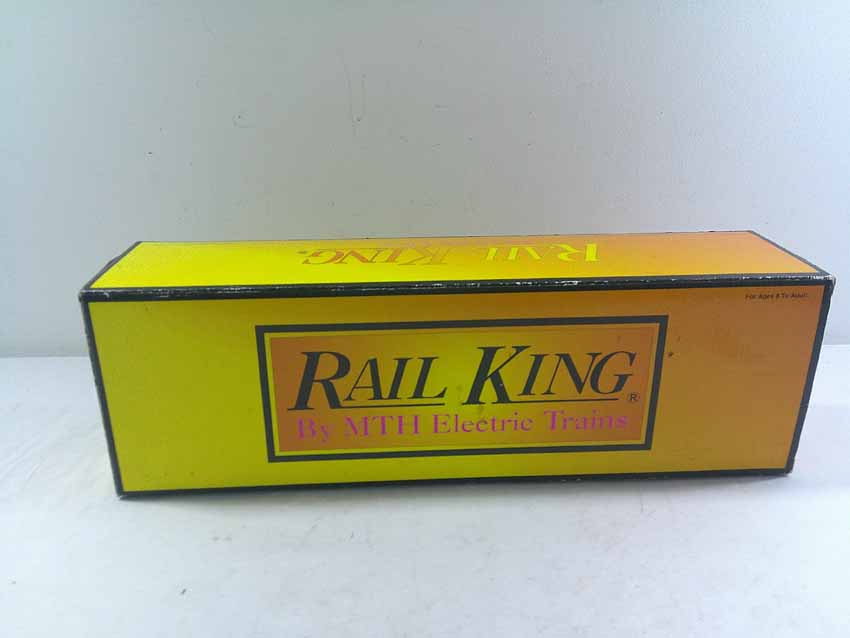 RAIL KING.
For Ages 8 To Adult
RAIL KING ®
By MTH Electric Trains